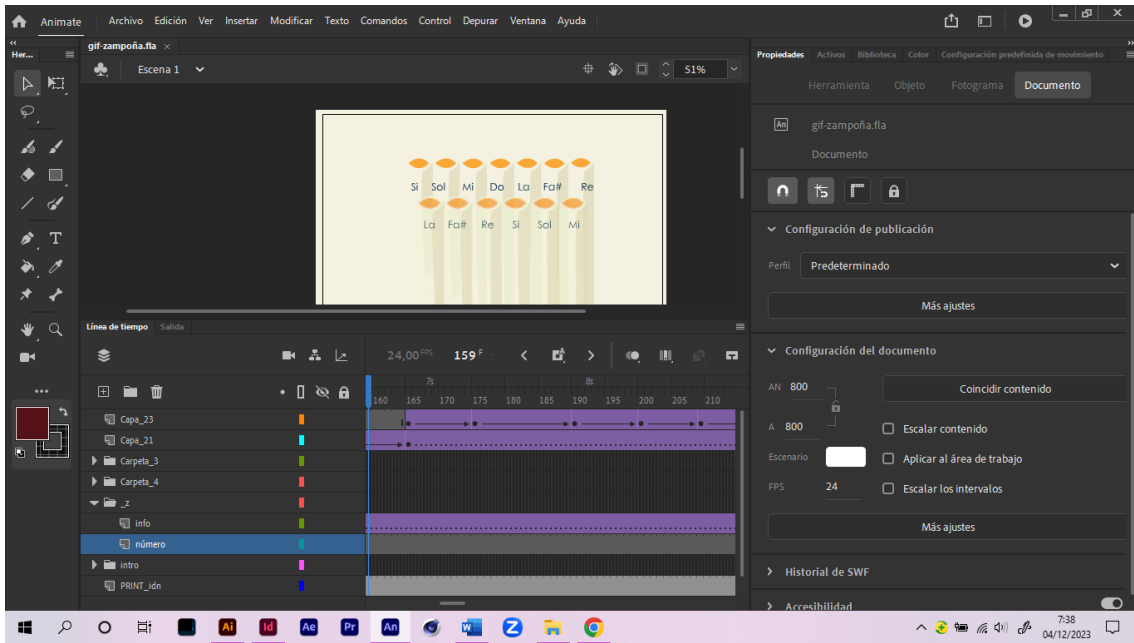 Animate Archivo Edición Ver Insertar Modificar Texto Comandos Control Depurar Ventana Ayuda
gif-zampoña.fla ×
Her...
Escena 1
51%
Si Sol Mi Do La Fa# Re
La Fa# Re Si Sol Mi
Línea de tiempo Salida
24,00 FPS 159 F
7s 8s
160 165 170 175 180 185 190 195 200 205 210
Capa_23
Capa_21
Carpeta_3
Carpeta_4
_z
info
número
intro
PRINT_idn
Propiedades Activos Biblioteca Color Configuración predefinida de movimiento
Herramienta Objeto Fotograma Documento
An gif-zampoña.fla
Documento
Configuración de publicación
Perfil Predeterminado
Más ajustes
Configuración del documento
AN 800 Coincidir contenido
A 800 Escalar contenido
Escenario Aplicar al área de trabajo
FPS 24 Escalar los intervalos
Más ajustes
Historial de SWF
Accesibilidad
Ai Id Ae Pr An W Z
7:38
04/12/2023